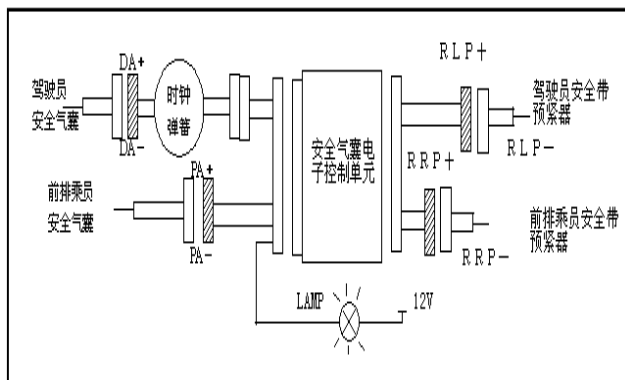 RLP+
DA+
驾驶员
安全气囊
时钟
弹簧
DA-
安全气囊电
子控制单元
驾驶员安全带
预紧器
RLP-
RRP+
PA+
前排乘员
安全气囊
PA-
前排乘员安全带
预紧器
RRP-
LAMP
12V